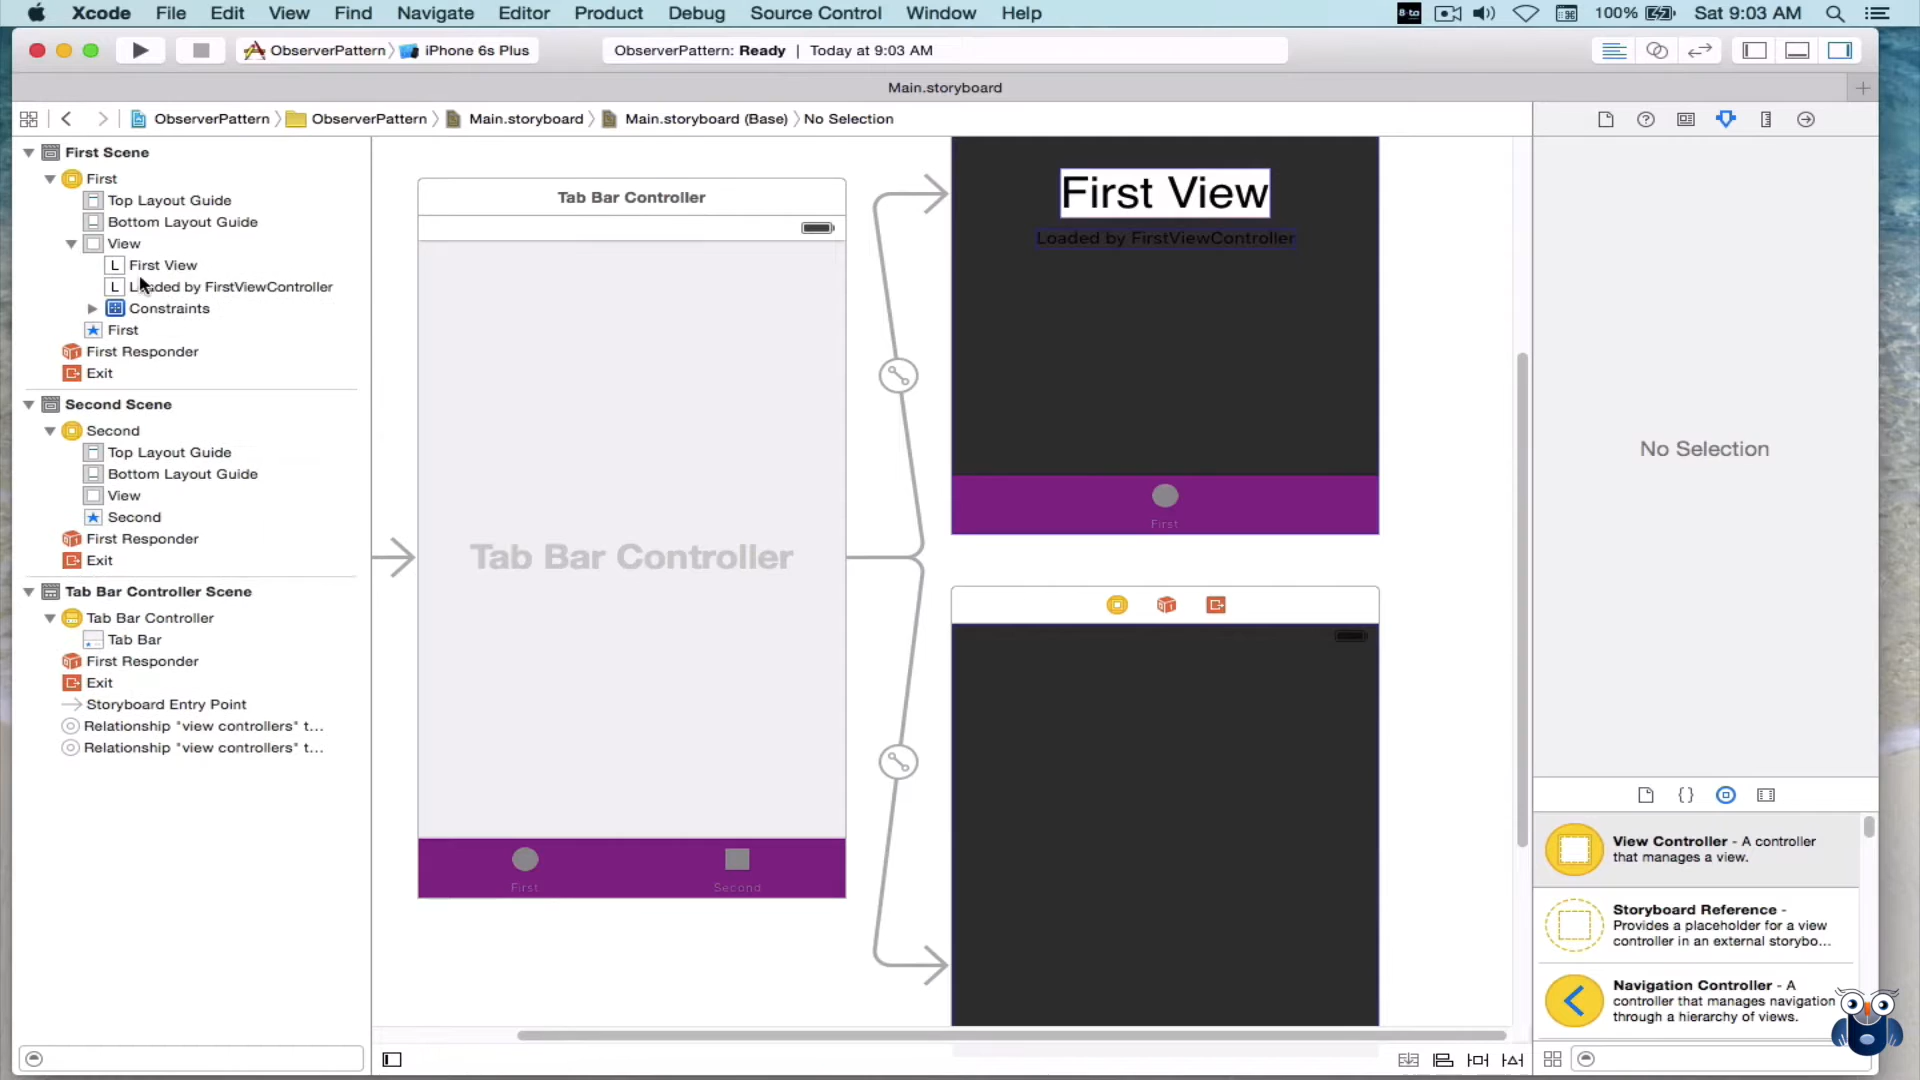 Xcode File Edit View Find Navigate Editor Product Debug Source Control Window Help
8-to 100% Sat 9:03 AM
ObserverPattern iPhone 6s Plus
ObserverPattern: Ready | Today at 9:03 AM
Main.storyboard
ObserverPattern ObserverPattern Main.storyboard Main.storyboard (Base) No Selection
First Scene
First
Top Layout Guide
Bottom Layout Guide
View
L First View
L Loaded by FirstViewController
Constraints
First
First Responder
Exit
Second Scene
Second
Top Layout Guide
Bottom Layout Guide
View
Second
First Responder
Exit
Tab Bar Controller Scene
Tab Bar Controller
Tab Bar
First Responder
Exit
Storyboard Entry Point
Relationship "view controllers" t...
Relationship "view controllers" t...
Tab Bar Controller
Tab Bar Controller
First Second
First View
Loaded by FirstViewController
First
No Selection
View Controller - A controller
that manages a view.
Storyboard Reference -
Provides a placeholder for a view
controller in an external storybo...
Navigation Controller - A
controller that manages navigation
through a hierarchy of views.